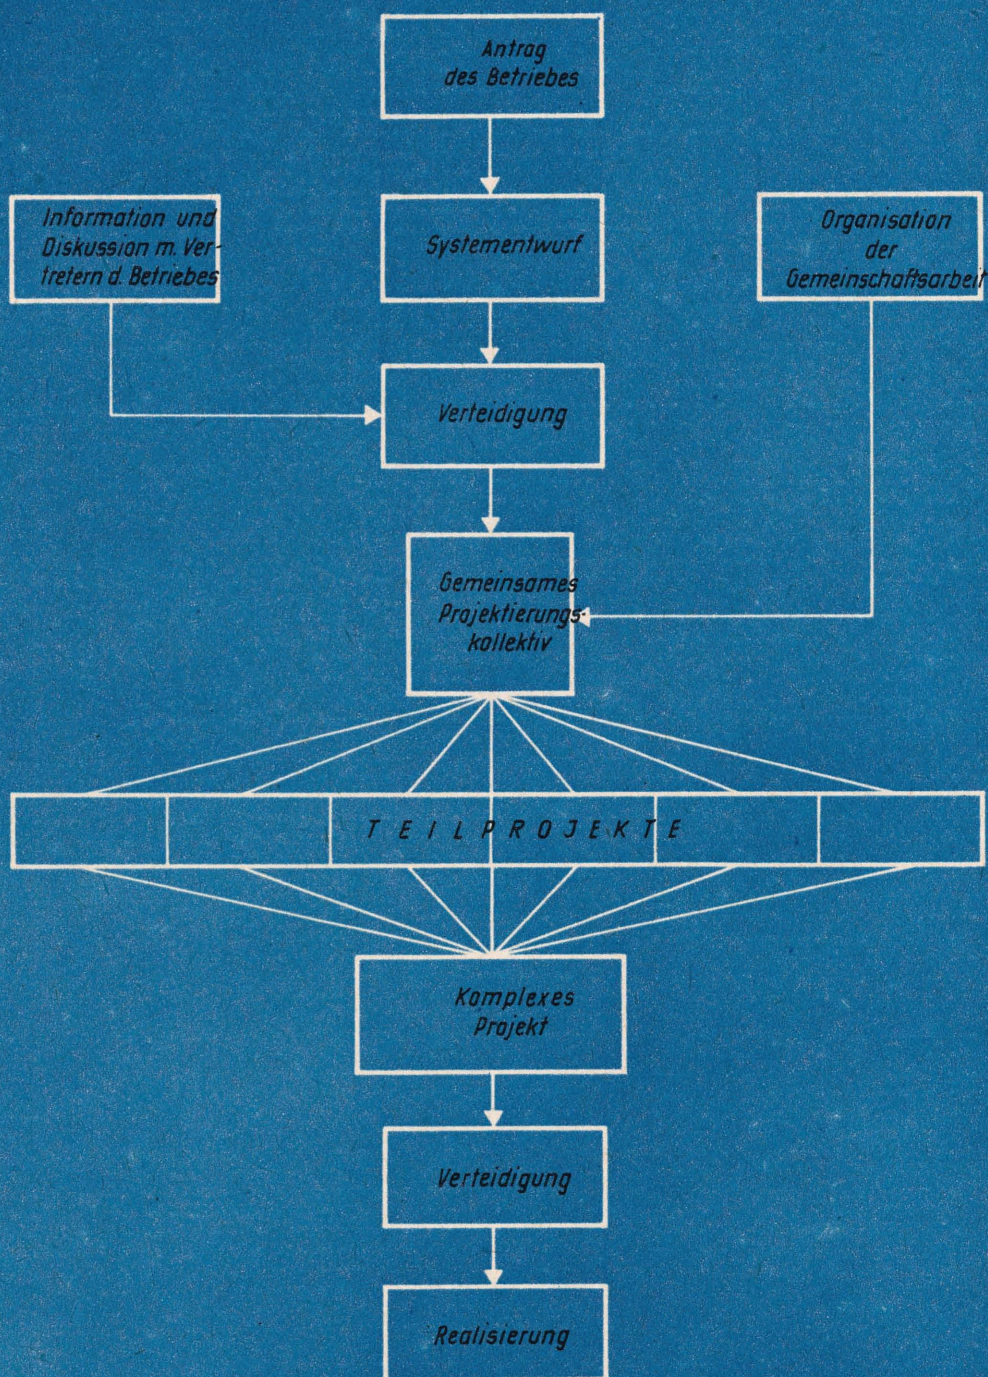 Antrag
des Betriebes
Information und
Diskussion m. Ver-
tretern d. Betriebes
Systementwurf
Organisation
der
Gemeinschaftsarbeit
Verteidigung
Gemeinsames
Projektierungs-
kollektiv
TEILPROJEKTE
Komplexes
Projekt
Verteidigung
Realisierung